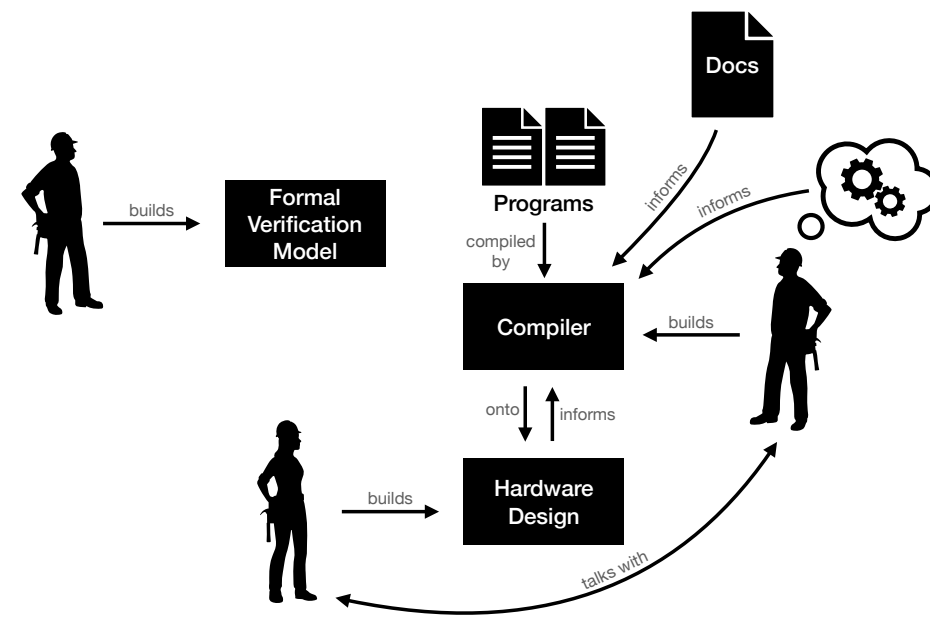 Docs
informs
informs
Programs
compiled
by
builds
Formal
Verification
Model
Compiler
builds
onto
informs
builds
Hardware
Design
talks with